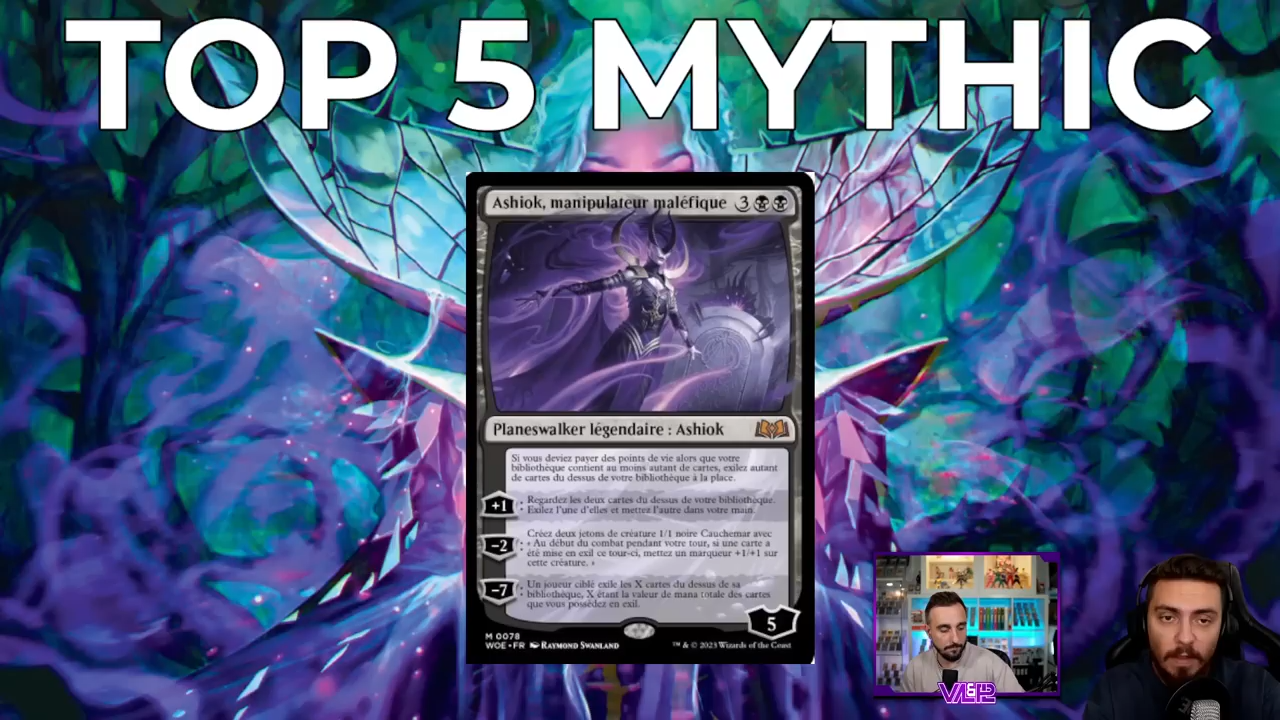 TOP 5 MYTHIC
Ashiok, manipulateur maléfique 3
Planeswalker légendaire : Ashiok
Si vous deviez payer des points de vie alors que votre
bibliothèque contient au moins autant de cartes, exilez autant
de cartes du dessus de votre bibliothèque à la place.
+1 : Regardez les deux cartes du dessus de votre bibliothèque.
Exilez l'une d'elles et mettez l'autre dans votre main.
Créez deux jetons de créature 1/1 noire Cauchemar avec
−2 : « Au début du combat pendant votre tour, si une carte a
été mise en exil ce tour-ci, mettez un marqueur +1/+1 sur
cette créature. »
−7 : Un joueur ciblé exile les X cartes du dessus de sa
bibliothèque, X étant la valeur de mana totale des cartes
que vous possédez en exil.
5
M 0078
WOE • FR RAYMOND SWANLAND
™ & © 2023 Wizards of the Coast